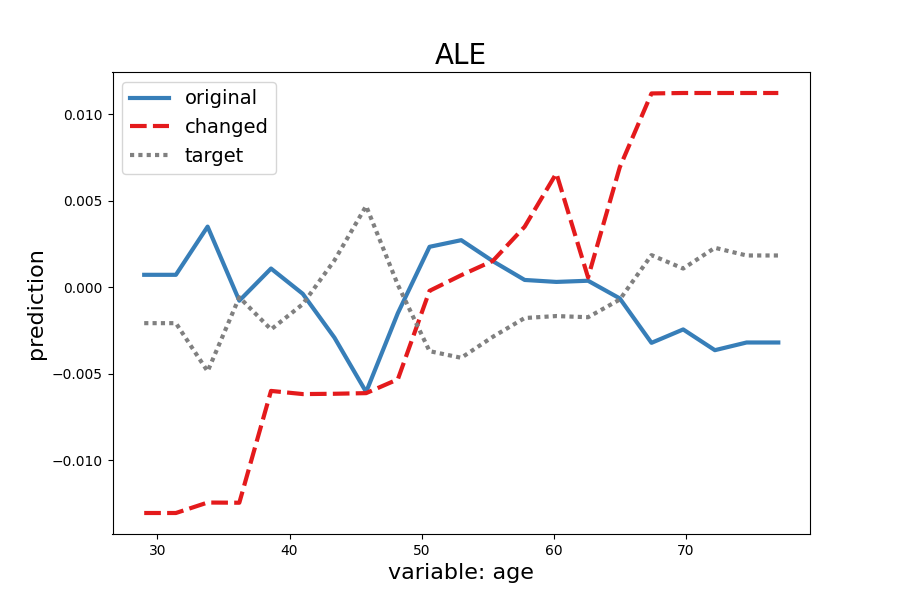 ALE
original
changed
target
prediction
0.010
0.005
0.000
−0.005
−0.010
30 40 50 60 70
variable: age